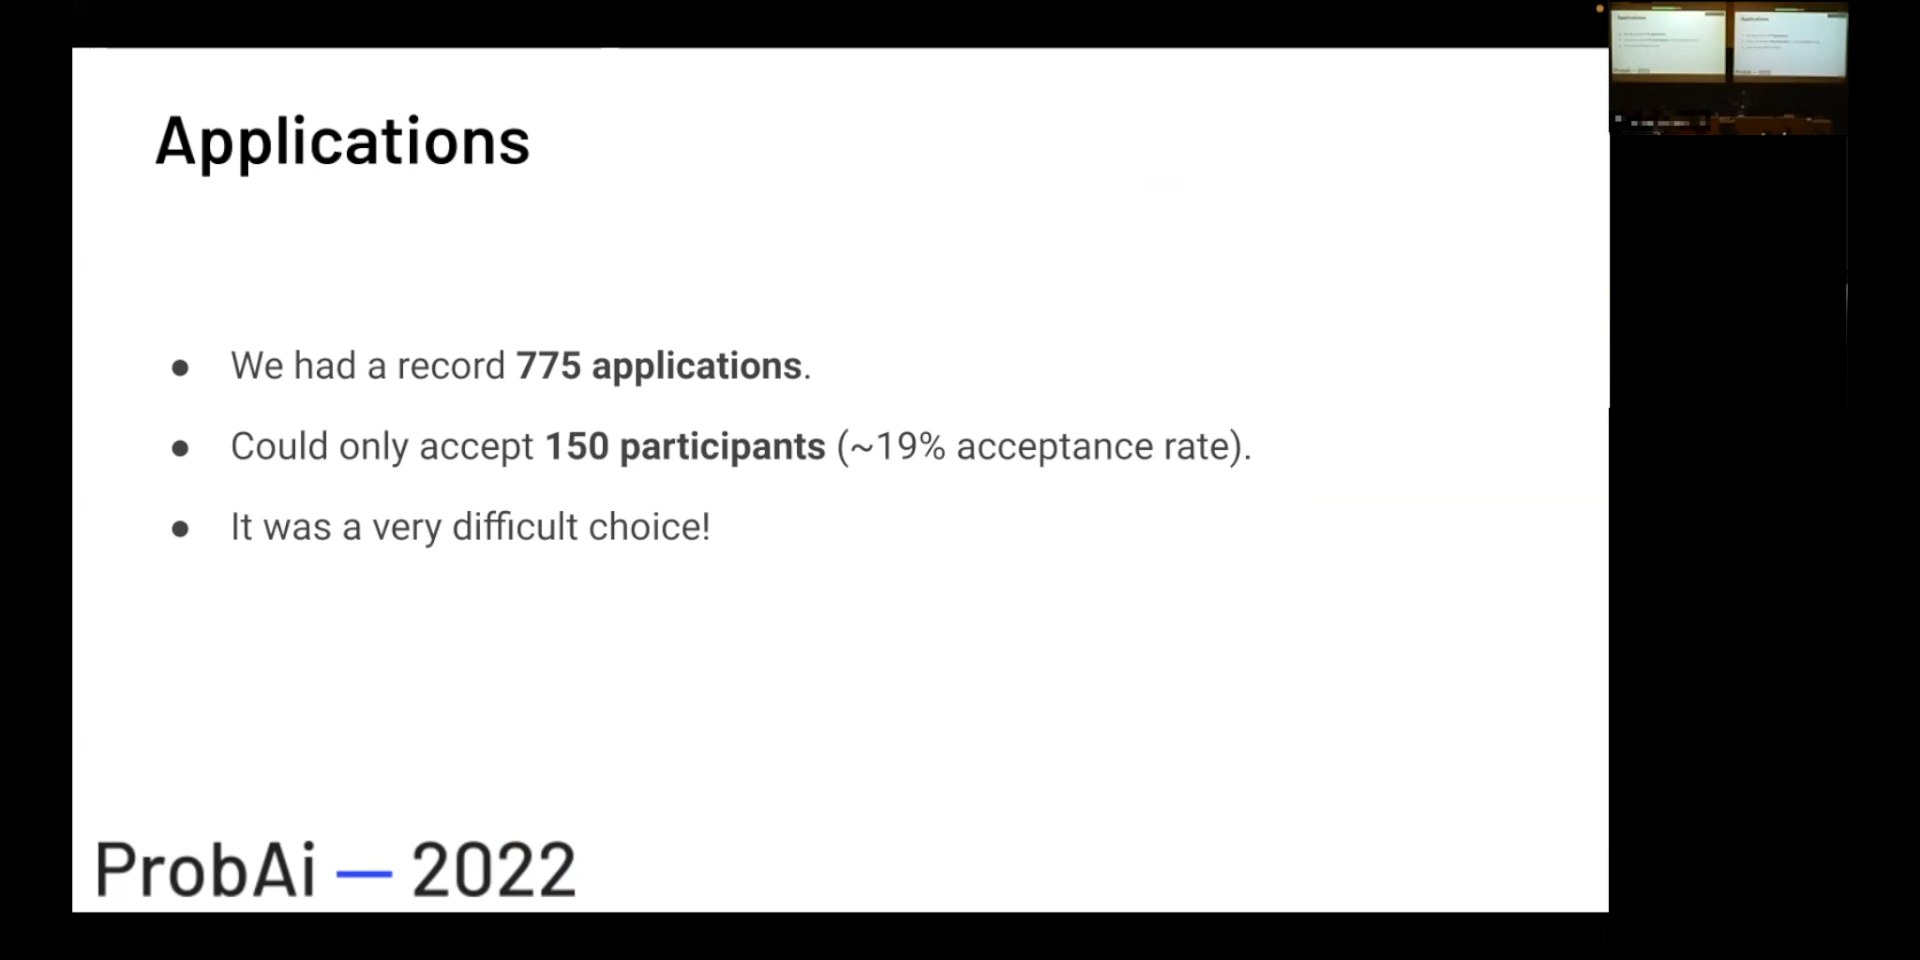 Applications
● We had a record 775 applications.
● Could only accept 150 participants (~19% acceptance rate).
● It was a very difficult choice!
ProbAi — 2022